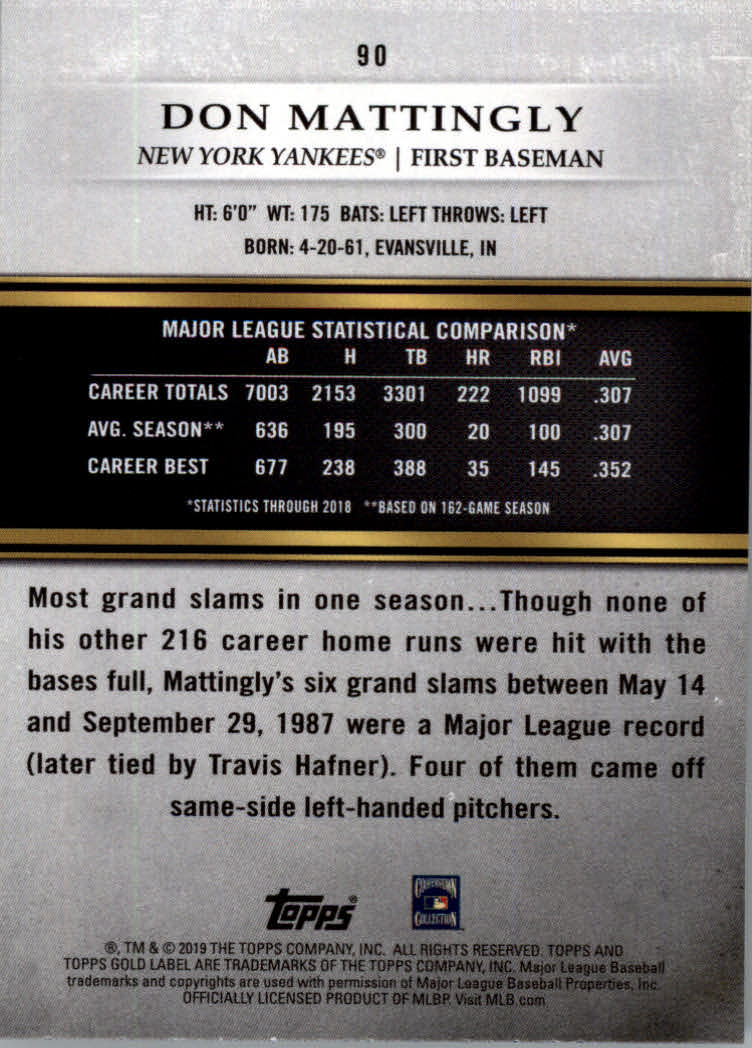 90
DON MATTINGLY
NEW YORK YANKEES® | FIRST BASEMAN
HT: 6'0" WT: 175 BATS: LEFT THROWS: LEFT
BORN: 4-20-61, EVANSVILLE, IN
MAJOR LEAGUE STATISTICAL COMPARISON*
AB H TB HR RBI AVG
CAREER TOTALS 7003 2153 3301 222 1099 .307
AVG. SEASON** 636 195 300 20 100 .307
CAREER BEST 677 238 388 35 145 .352
*STATISTICS THROUGH 2018 **BASED ON 162-GAME SEASON
Most grand slams in one season...Though none of
his other 216 career home runs were hit with the
bases full, Mattingly's six grand slams between May 14
and September 29, 1987 were a Major League record
(later tied by Travis Hafner). Four of them came off
same-side left-handed pitchers.
Topps®
COOPERSTOWN
COLLECTION
®, TM & © 2019 THE TOPPS COMPANY, INC. ALL RIGHTS RESERVED. TOPPS AND
TOPPS GOLD LABEL ARE TRADEMARKS OF THE TOPPS COMPANY, INC. Major League Baseball
trademarks and copyrights are used with permission of Major League Baseball Properties, Inc.
OFFICIALLY LICENSED PRODUCT OF MLBP. Visit MLB.com